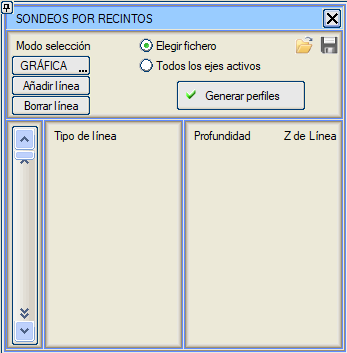 SONDEOS POR RECINTOS
Modo selección
Elegir fichero
GRÁFICA ...
Todos los ejes activos
Añadir línea
Generar perfiles
Borrar línea
Tipo de línea
Profundidad Z de Línea